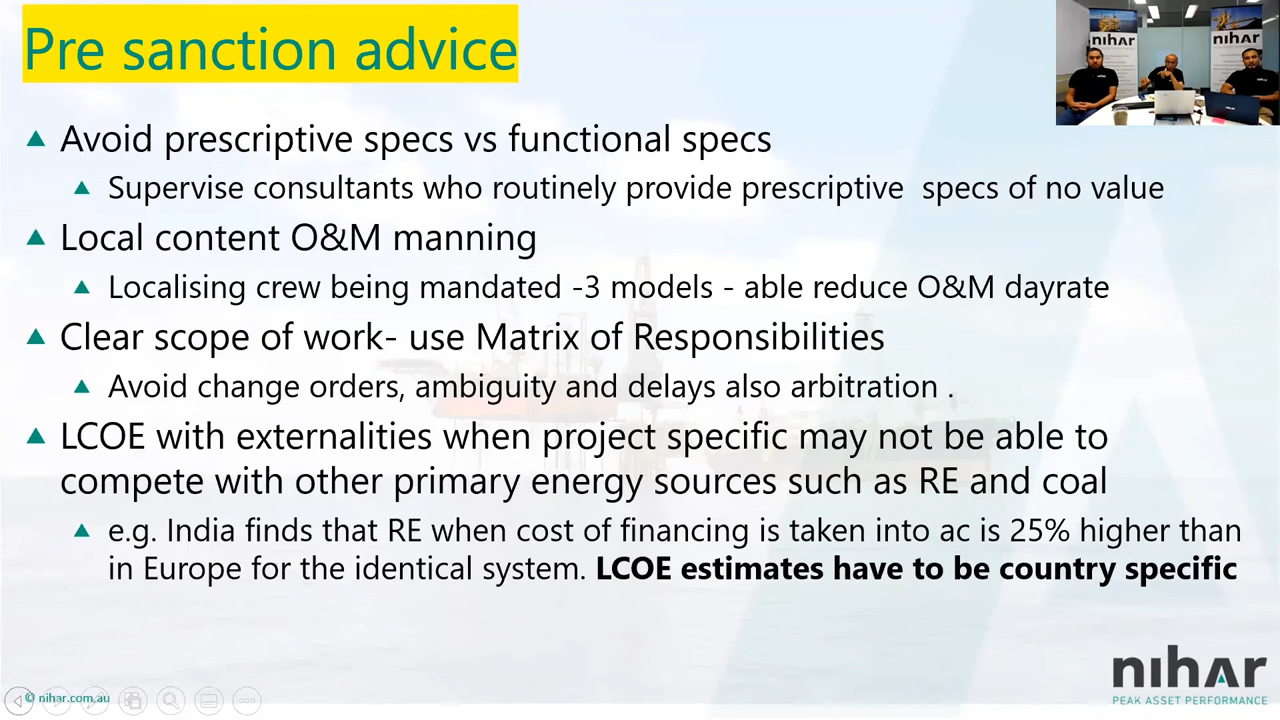 Pre sanction advice
nihar
nihar
Avoid prescriptive specs vs functional specs
Supervise consultants who routinely provide prescriptive specs of no value
Local content O&M manning
Localising crew being mandated -3 models - able reduce O&M dayrate
Clear scope of work- use Matrix of Responsibilities
Avoid change orders, ambiguity and delays also arbitration .
LCOE with externalities when project specific may not be able to
compete with other primary energy sources such as RE and coal
e.g. India finds that RE when cost of financing is taken into ac is 25% higher than
in Europe for the identical system. LCOE estimates have to be country specific
© nihar.com.au
nihar
PEAK ASSET PERFORMANCE